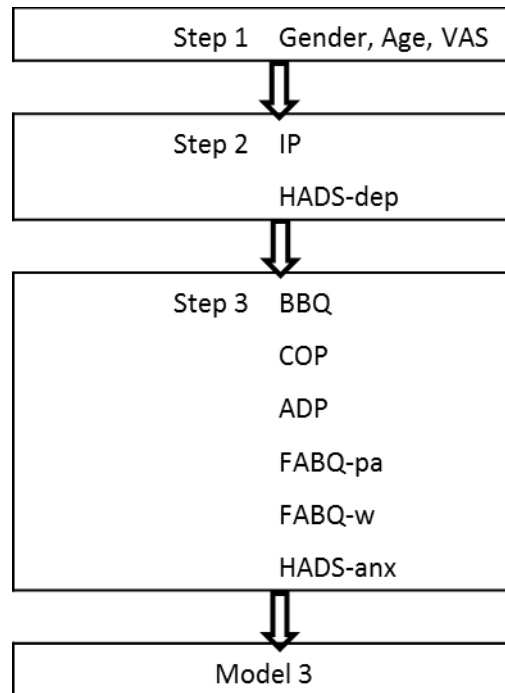 Step 1 Gender, Age, VAS
Step 2 IP
HADS-dep
Step 3 BBQ
COP
ADP
FABQ-pa
FABQ-w
HADS-anx
Model 3